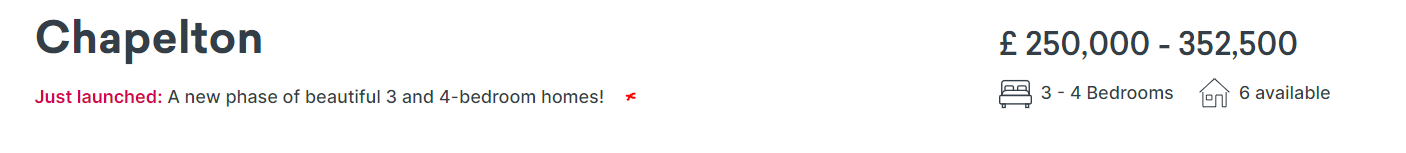 Chapelton
£ 250,000 - 352,500
Just launched: A new phase of beautiful 3 and 4-bedroom homes!
3 - 4 Bedrooms
6 available